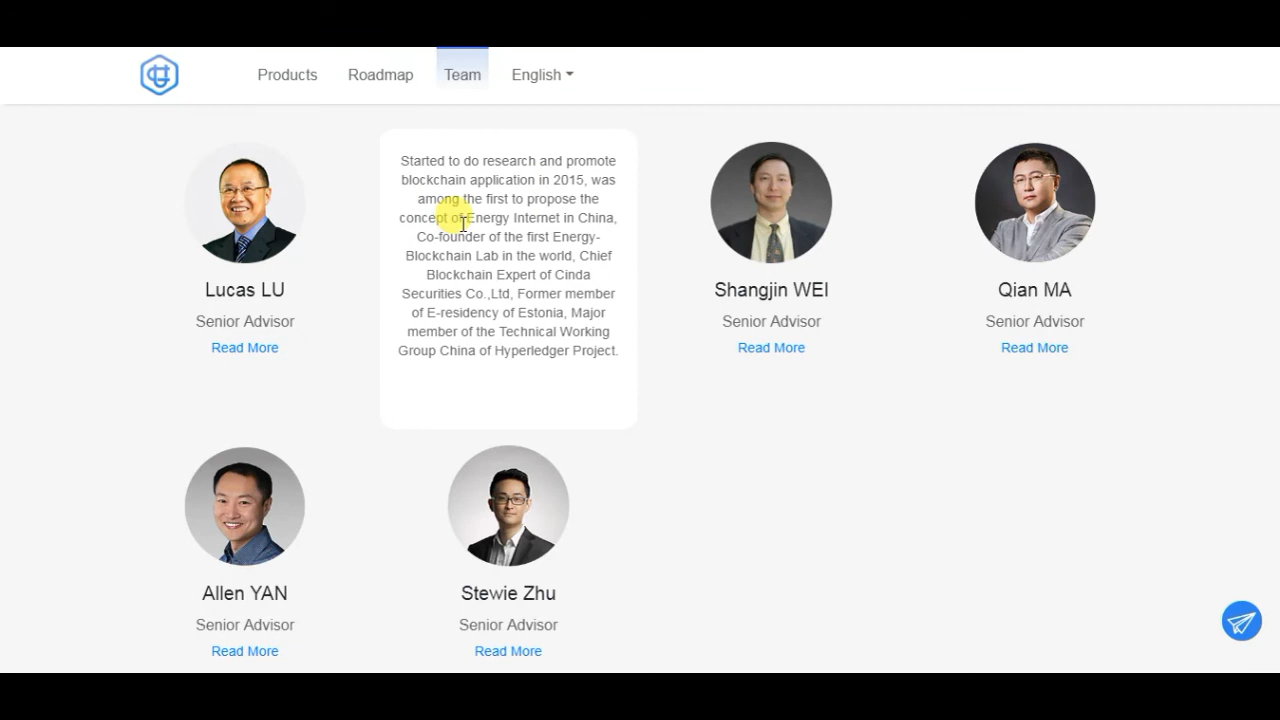 Products Roadmap Team English
Started to do research and promote
blockchain application in 2015, was
among the first to propose the
concept of Energy Internet in China,
Co-founder of the first Energy-
Blockchain Lab in the world, Chief
Blockchain Expert of Cinda
Securities Co.,Ltd, Former member
of E-residency of Estonia, Major
member of the Technical Working
Group China of Hyperledger Project.
Lucas LU
Senior Advisor
Read More
Shangjin WEI
Senior Advisor
Read More
Qian MA
Senior Advisor
Read More
Allen YAN
Senior Advisor
Read More
Stewie Zhu
Senior Advisor
Read More